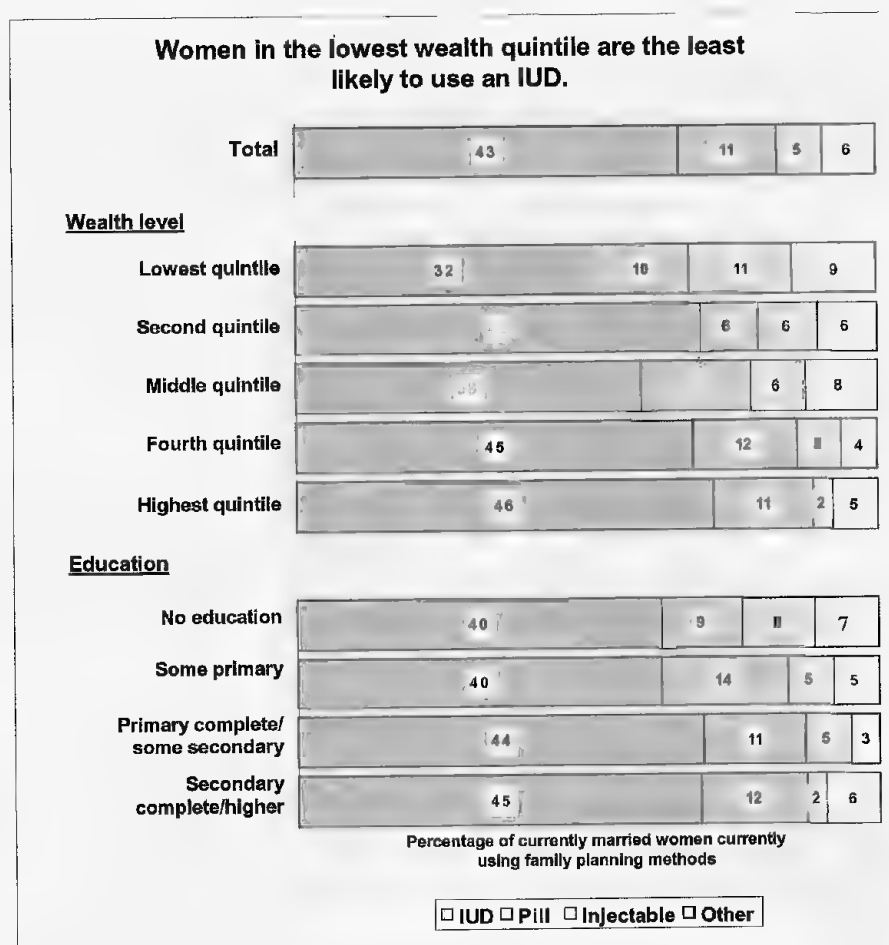 Women in the lowest wealth quintile are the least
likely to use an IUD.
Total 43 11 5 6
Wealth level
Lowest quintile 32 10 11 9
Second quintile 6 6
Middle quintile 6 8
Fourth quintile 45 12 4
Highest quintile 46 11 2 5
Education
No education 40 9 7
Some primary 40 14 5 5
Primary complete/
some secondary 44 11 5 3
Secondary
complete/higher 45 12 2 6
Percentage of currently married women currently
using family planning methods
IUD Pill Injectable Other